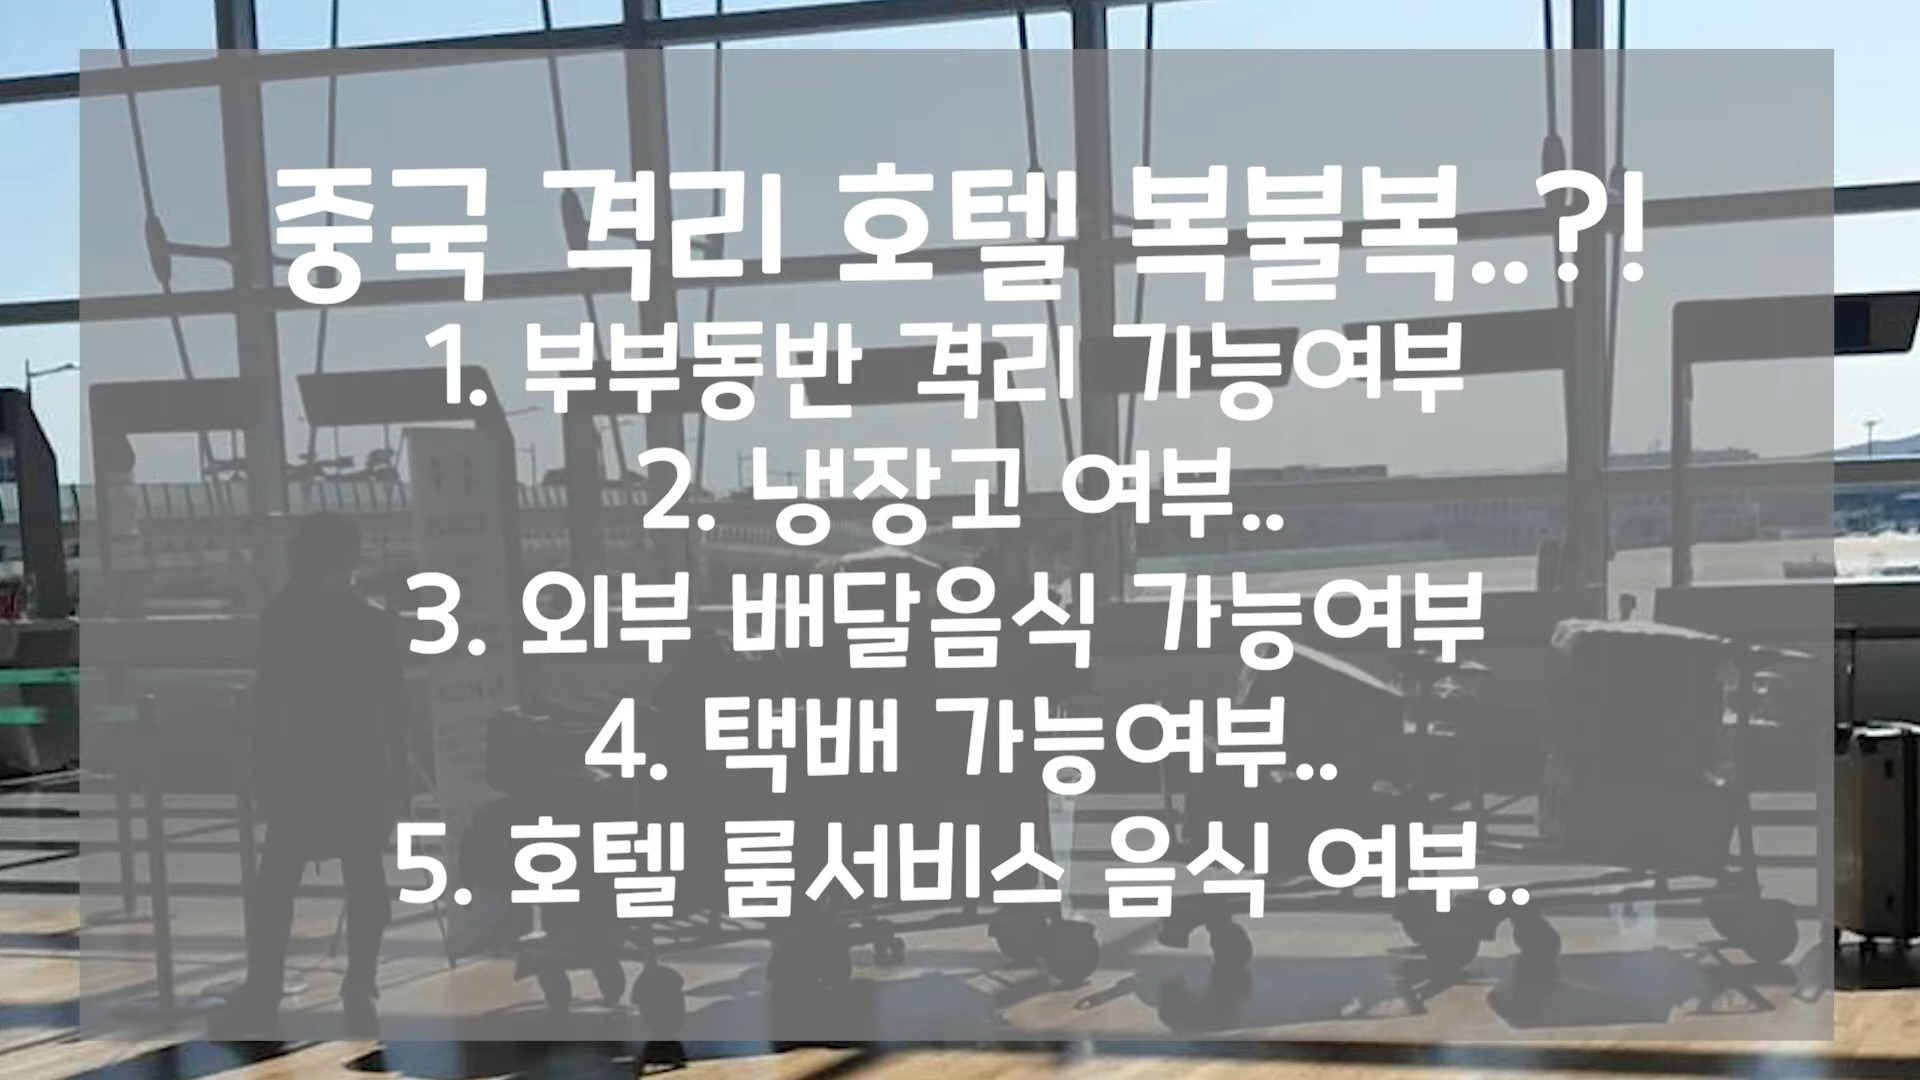 중국 격리 호텔 복불복..?!
1. 부부동반 격리 가능여부
2. 냉장고 여부..
3. 외부 배달음식 가능여부
4. 택배 가능여부..
5. 호텔 룸서비스 음식 여부..